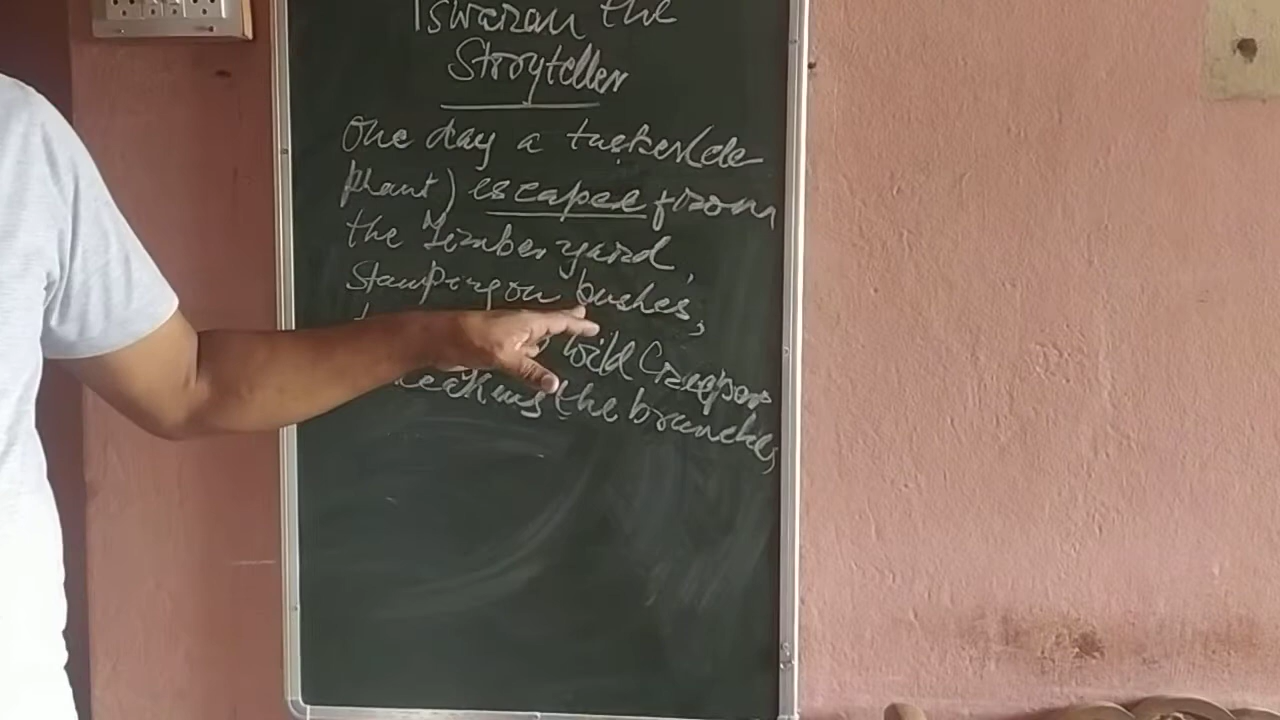 Iswaran the
Storyteller
One day a tusker(ele
phant) escaped from
the Timber yard,
Stamping on bushes,
wild Creeper
the branches,